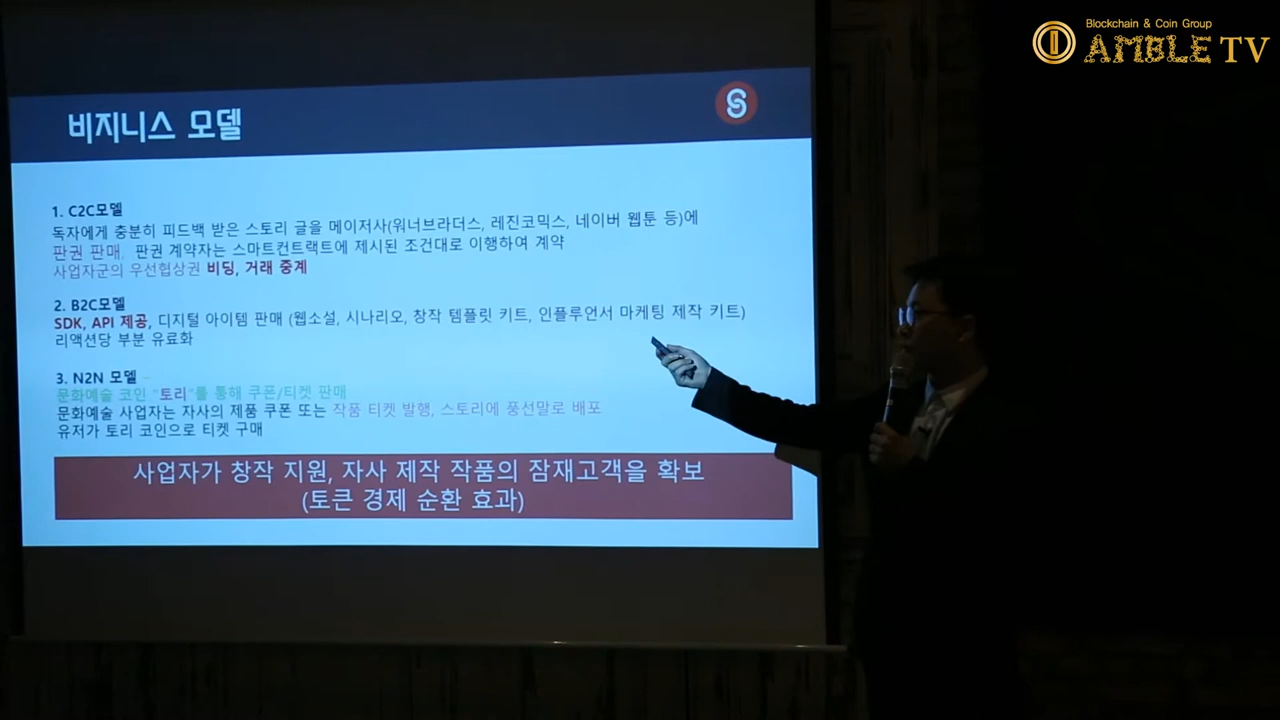 Blockchain & Coin Group
AMBLE TV
비지니스 모델
1. C2C모델
독자에게 충분히 피드백 받은 스토리 글을 메이저사(워너브라더스, 레진코믹스, 네이버 웹툰 등)에
판권 판매, 판권 계약자는 스마트컨트랙트에 제시된 조건대로 이행하여 계약
사업자군의 우선협상권 비딩, 거래 중계
2. B2C모델
SDK, API 제공, 디지털 아이템 판매 (웹소설, 시나리오, 창작 템플릿 키트, 인플루언서 마케팅 제작 키트)
리액션당 부분 유료화
3. N2N 모델
문화예술 코인 "토리"를 통해 쿠폰/티켓 판매
문화예술 사업자는 자사의 제품 쿠폰 또는 작품 티켓 발행, 스토리에 풍선말로 배포
유저가 토리 코인으로 티켓 구매
사업자가 창작 지원, 자사 제작 작품의 잠재고객을 확보
(토큰 경제 순환 효과)